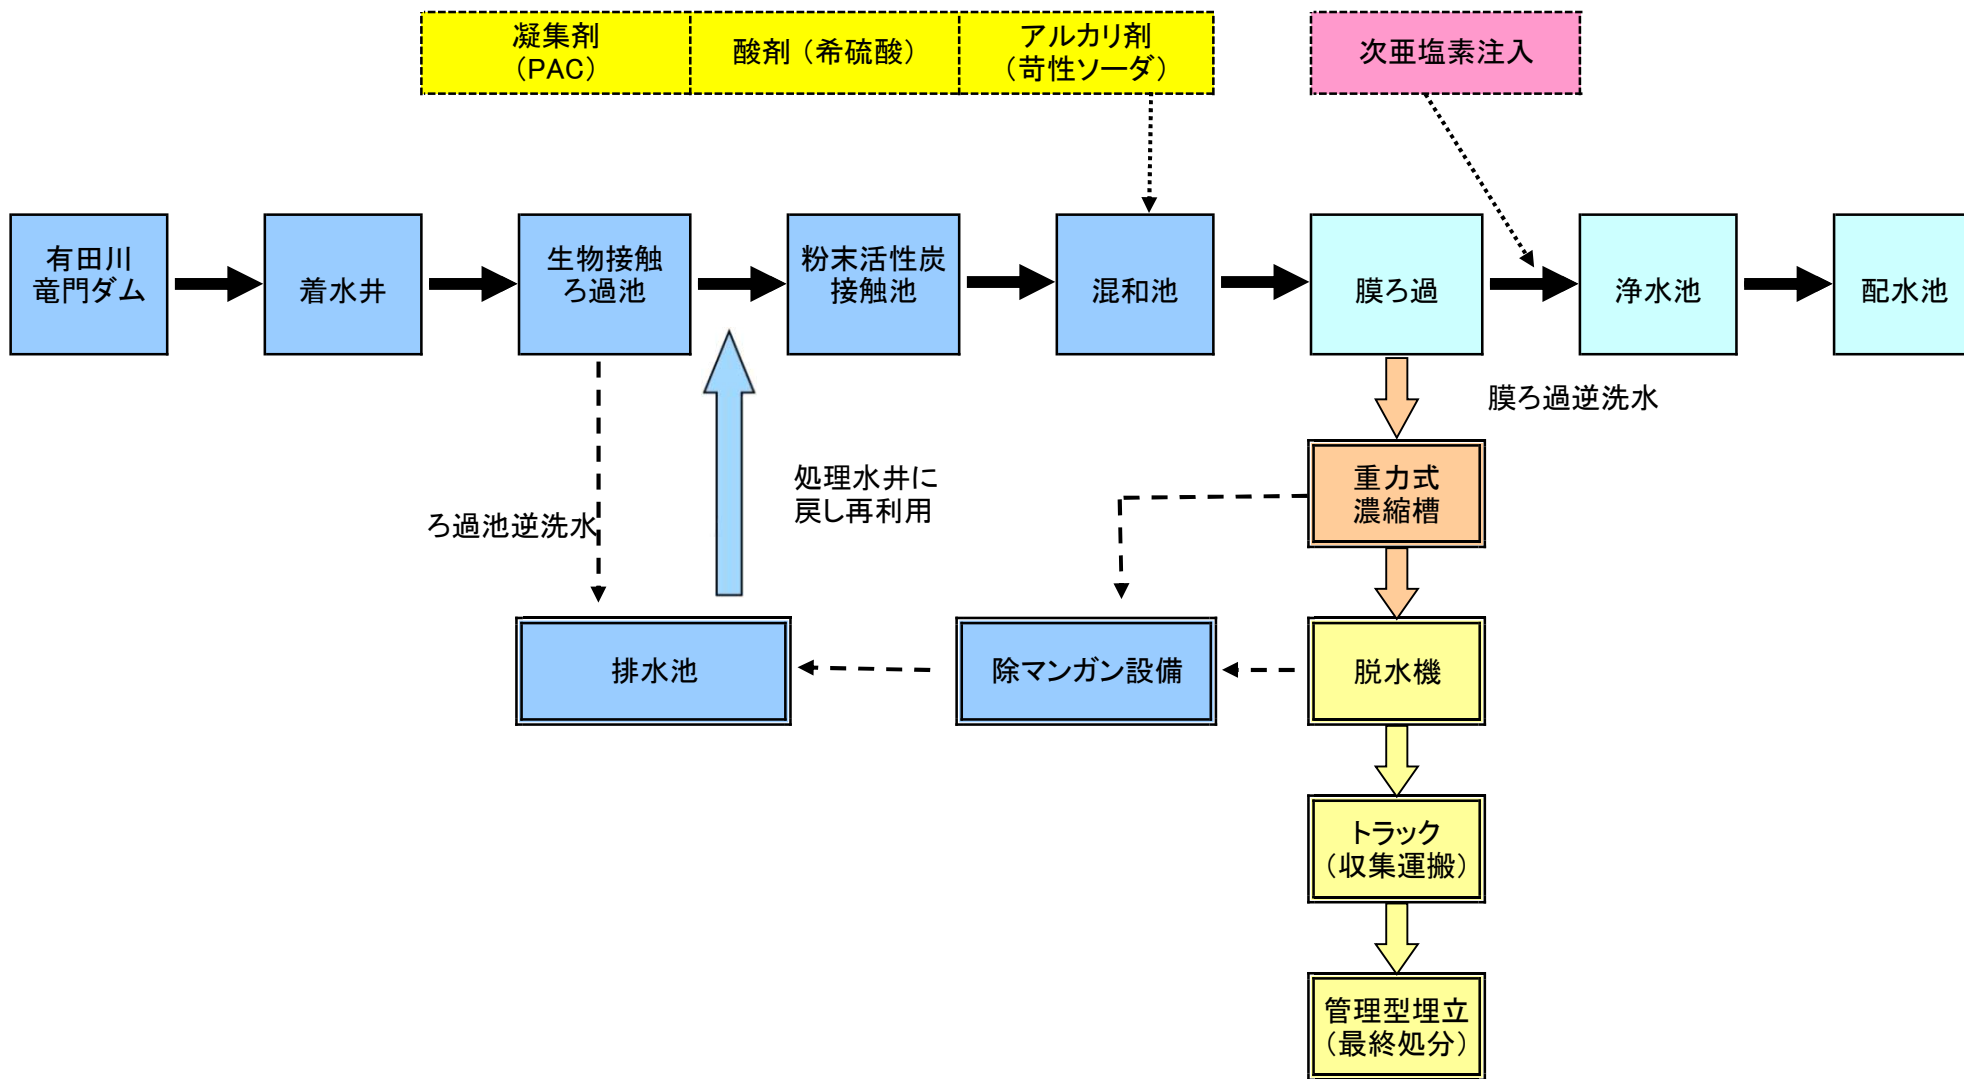 凝集剤
（PAC）
酸剤（希硫酸）
アルカリ剤
（苛性ソーダ）
次亜塩素注入
有田川
竜門ダム
着水井
生物接触
ろ過池
粉末活性炭
接触池
混和池
膜ろ過
浄水池
配水池
膜ろ過逆洗水
処理水井に
戻し再利用
ろ過池逆洗水
重力式
濃縮槽
排水池
除マンガン設備
脱水機
トラック
（収集運搬）
管理型埋立
（最終処分）